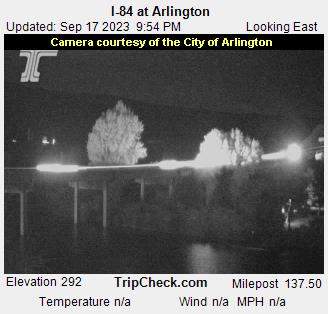 I-84 at Arlington
Updated: Sep 17 2023 9:54 PM Looking East
Camera courtesy of the City of Arlington
Elevation 292 TripCheck.com Milepost 137.50
Temperature n/a Wind n/a MPH n/a